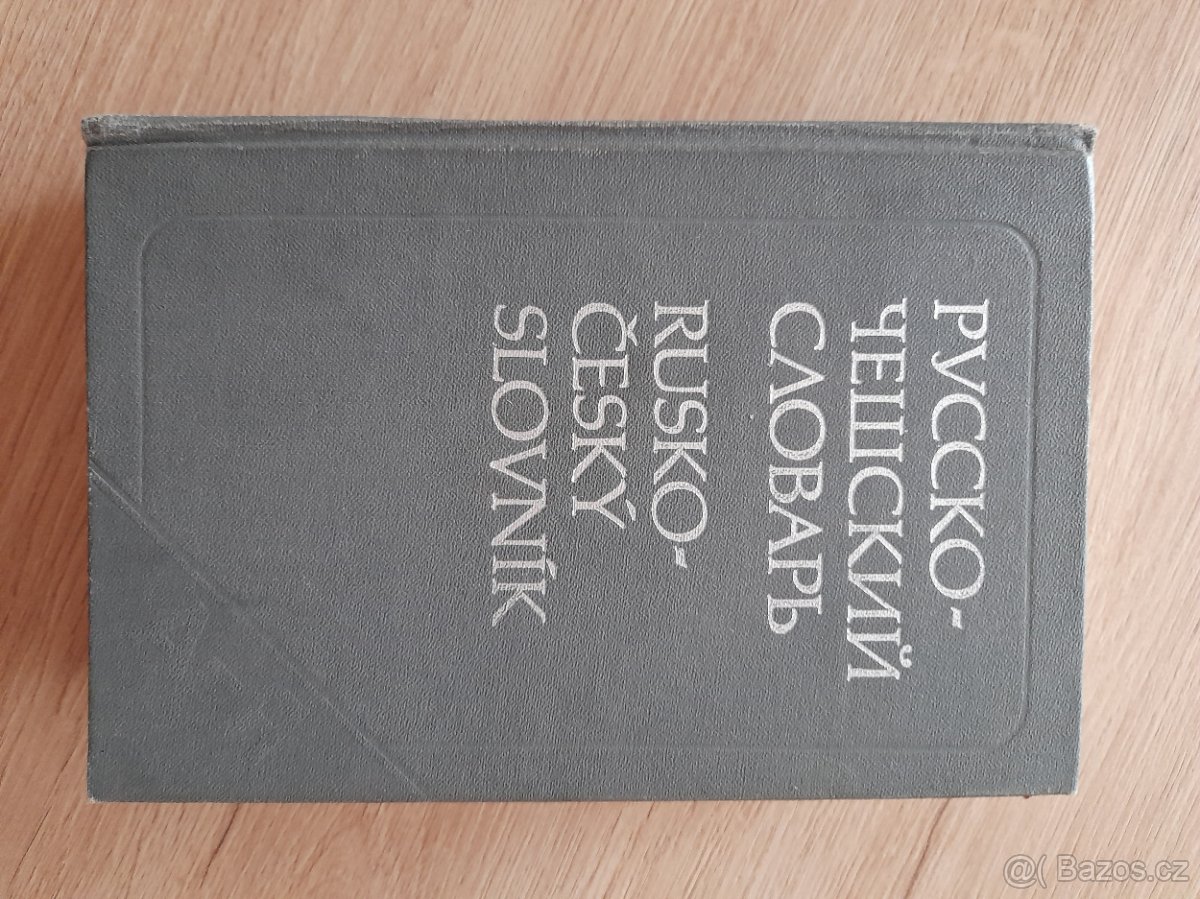 РУССКО-
ЧЕШСКИЙ
СЛОВАРЬ
RUSKO-
ČESKÝ
SLOVNÍK
@( Bazos.cz